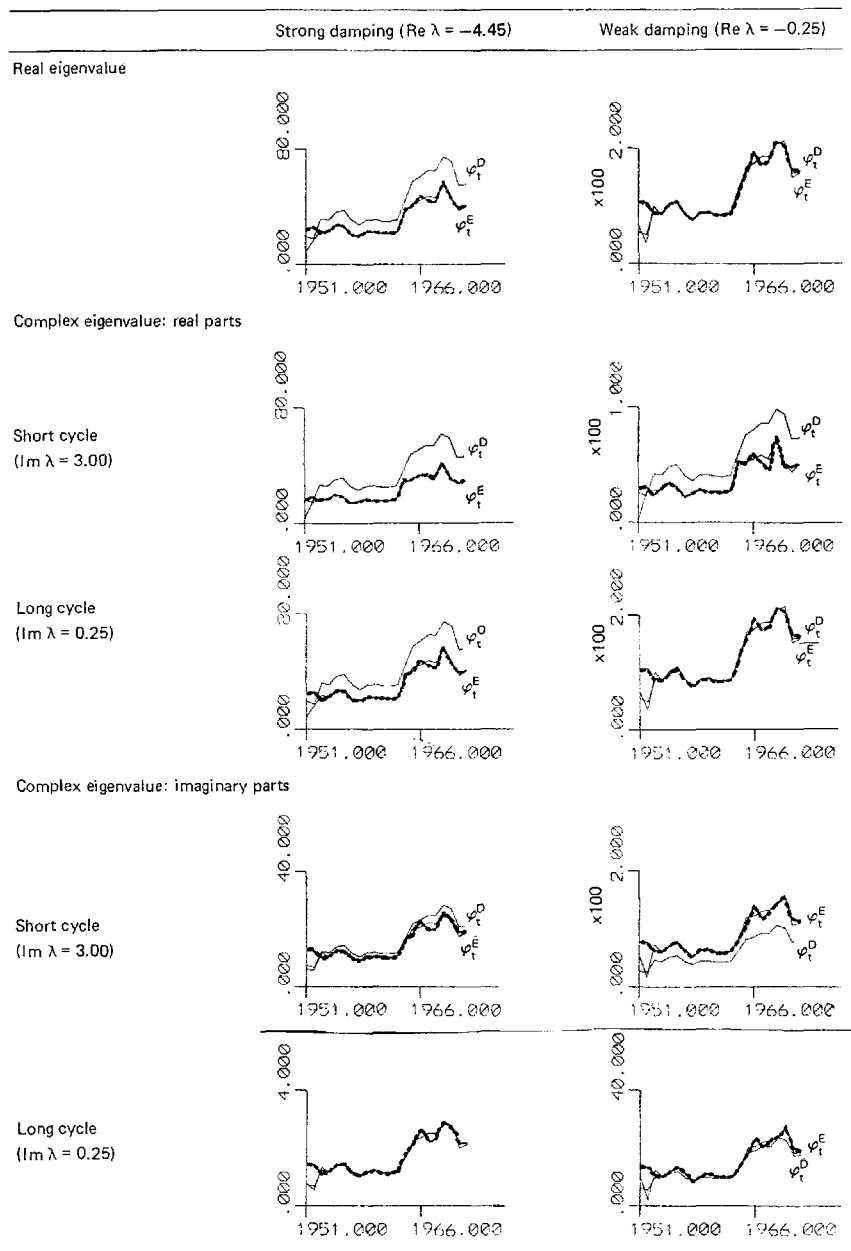 Strong damping (Re λ = −4.45) Weak damping (Re λ = −0.25)
Real eigenvalue
80.000
.000
1951.000 1966.000
φₜᴰ
φₜᴱ
2.000
x100
.000
1951.000 1966.000
φₜᴰ
φₜᴱ
Complex eigenvalue: real parts
Short cycle
(Im λ = 3.00)
80.000
.000
1951.000 1966.000
φₜᴰ
φₜᴱ
1.000
x100
.000
1951.000 1966.000
φₜᴰ
φₜᴱ
Long cycle
(Im λ = 0.25)
80.000
.000
1951.000 1966.000
φₜᴰ
φₜᴱ
2.000
x100
.000
1951.000 1966.000
φₜᴰ
φₜᴱ
Complex eigenvalue: imaginary parts
Short cycle
(Im λ = 3.00)
40.000
.000
1951.000 1966.000
φₜᴰ
φₜᴱ
2.000
x100
.000
1951.000 1966.000
φₜᴱ
φₜᴰ
Long cycle
(Im λ = 0.25)
4.000
.000
1951.000 1966.000
40.000
.000
1951.000 1966.000
φₜᴱ
φₜᴰ